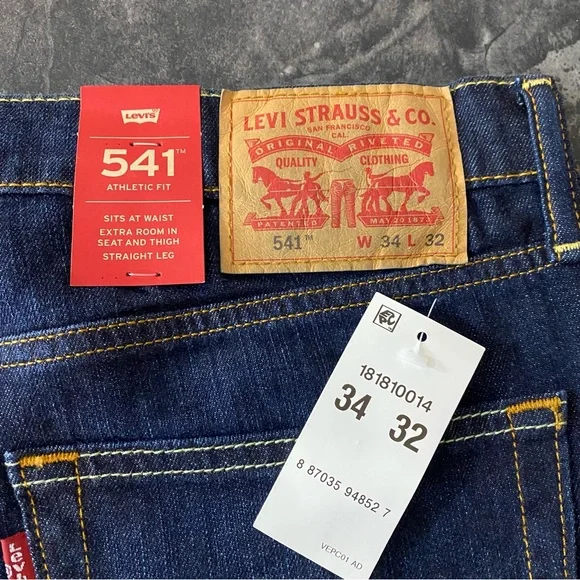 LEVI'S
541™
ATHLETIC FIT
SITS AT WAIST
EXTRA ROOM IN
SEAT AND THIGH
STRAIGHT LEG
LEVI STRAUSS & CO.
SAN FRANCISCO
CAL.
ORIGINAL RIVETED
QUALITY CLOTHING
PATENTED MAY 20 1873
541™ W 34 L 32
181810014
34 32
8 87035 94852 7
VEPC01 AD